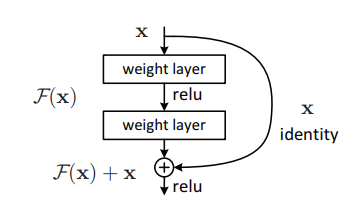 x
weight layer
relu
F(x)
weight layer
x
identity
F(x) + x
+
relu